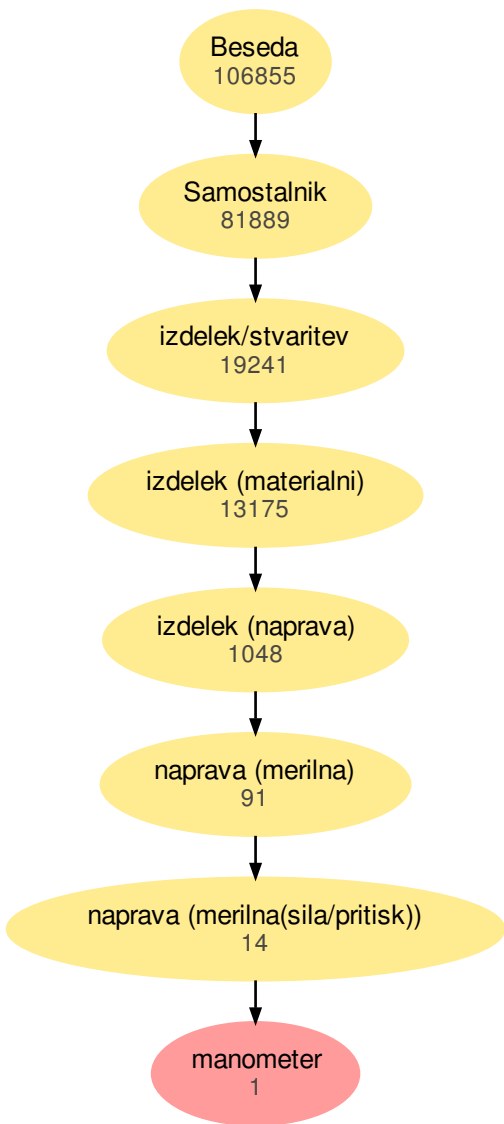 Beseda
106855
Samostalnik
81889
izdelek/stvaritev
19241
izdelek (materialni)
13175
izdelek (naprava)
1048
naprava (merilna)
91
naprava (merilna(sila/pritisk))
14
manometer
1